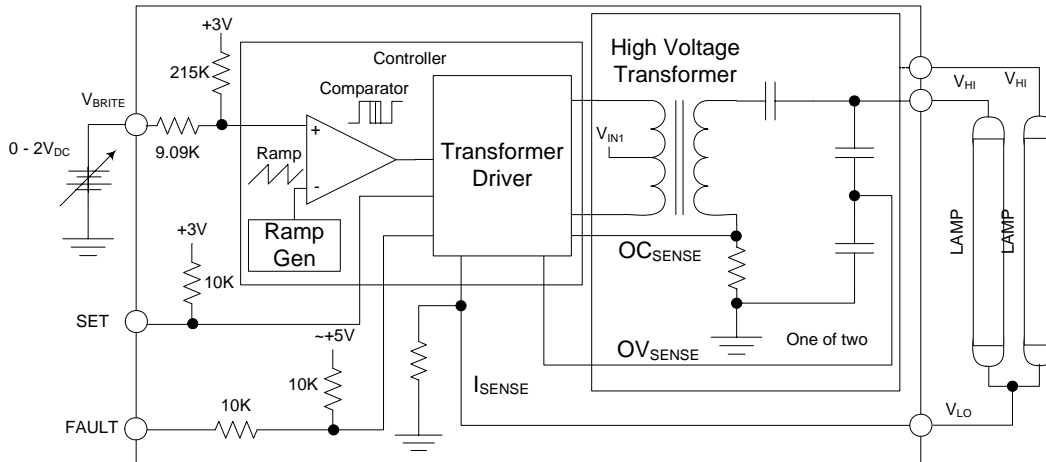 +3V
Controller
High Voltage
Transformer
215K
Comparator
VBRITE
VHI
VHI
+
VIN1
9.09K
0 - 2VDC
Ramp
Transformer
Driver
-
Ramp
Gen
LAMP
LAMP
+3V
OCSENSE
10K
SET
~+5V
One of two
OVSENSE
10K
ISENSE
10K
VLO
FAULT